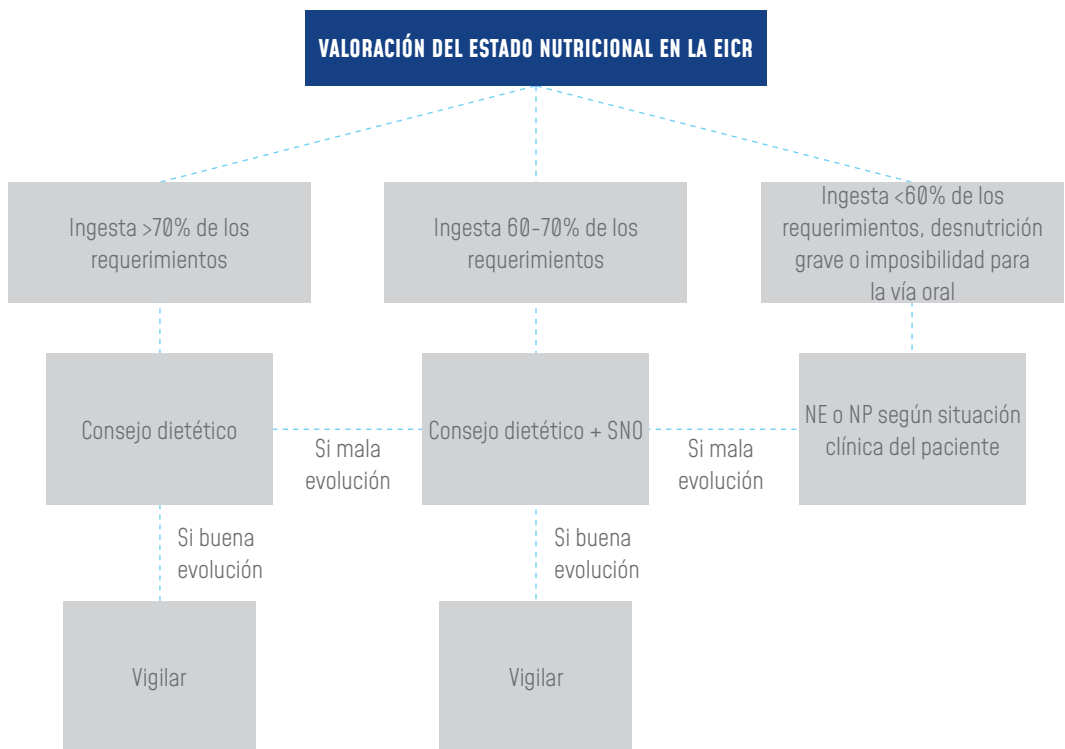 VALORACIÓN DEL ESTADO NUTRICIONAL EN LA EICR
Ingesta >70% de los
requerimientos
Ingesta 60-70% de los
requerimientos
Ingesta <60% de los
requerimientos, desnutrición
grave o imposibilidad para
la vía oral
Consejo dietético
Si mala
evolución
Consejo dietético + SNO
Si mala
evolución
NE o NP según situación
clínica del paciente
Si buena
evolución
Si buena
evolución
Vigilar
Vigilar